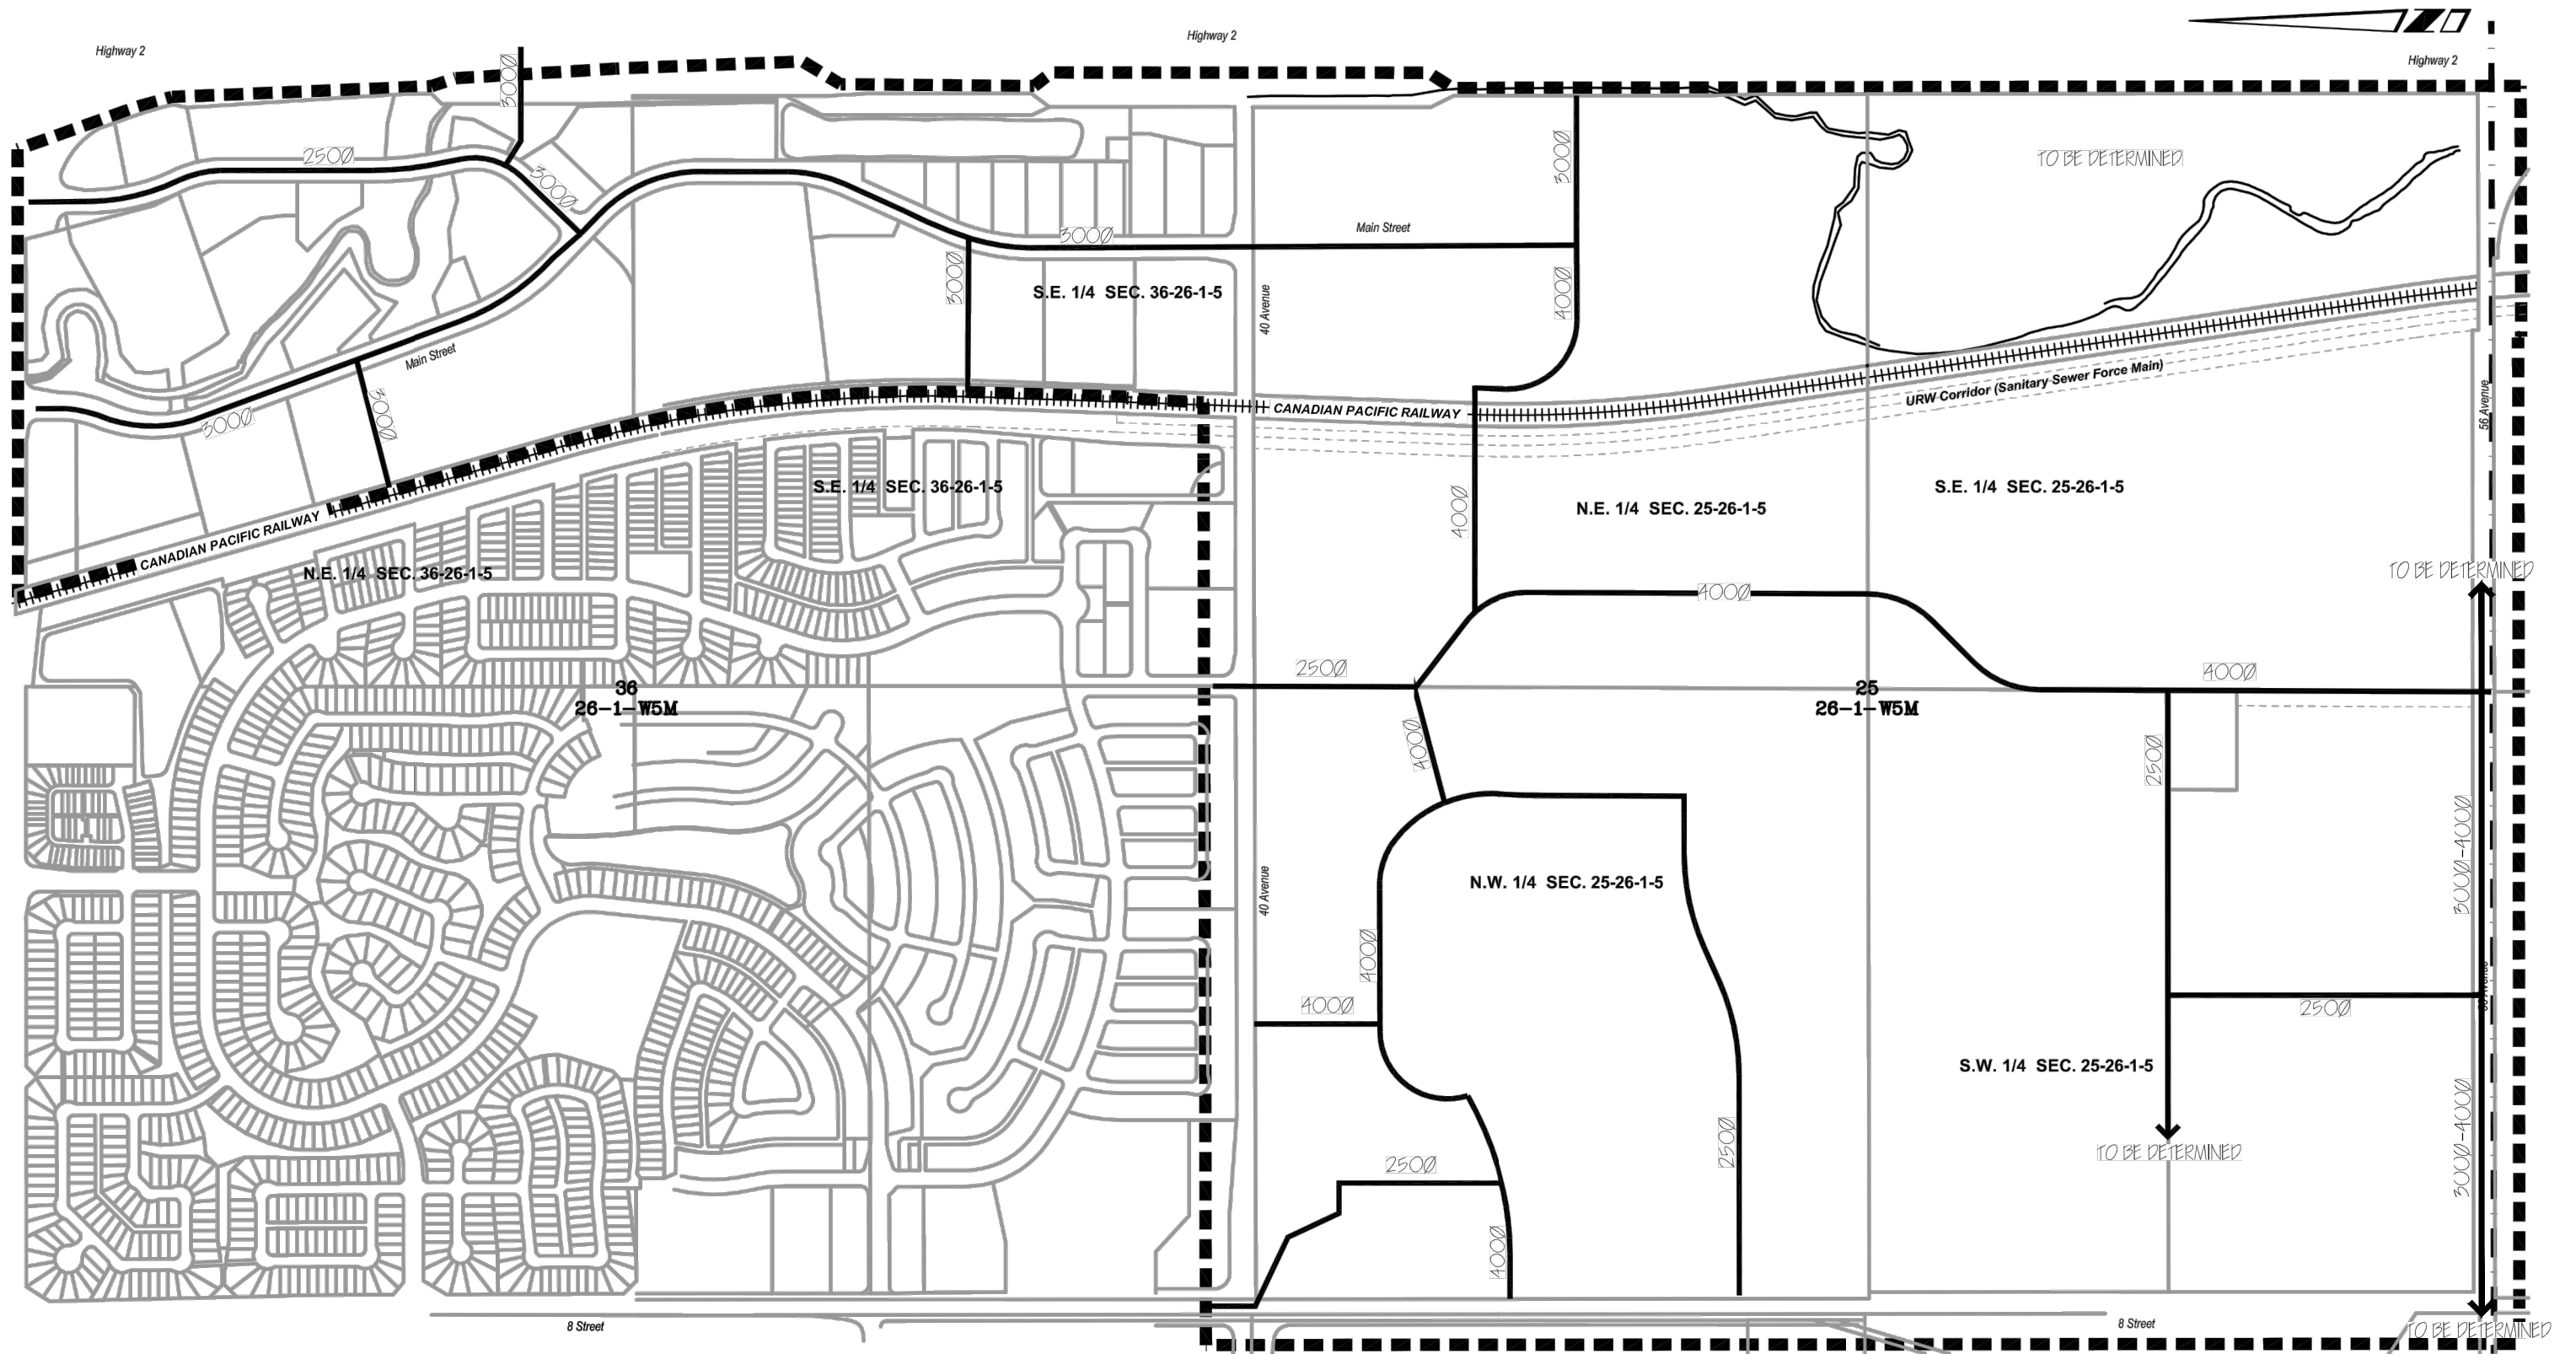 Highway 2
Highway 2
Highway 2
3000
2500
3000
TO BE DETERMINED
3000
Main Street
3000
3000
4000
S.E. 1/4 SEC. 36-26-1-5
40 Avenue
Main Street
3000
3000
CANADIAN PACIFIC RAILWAY
URW Corridor (Sanitary Sewer Force Main)
56 Avenue
S.E. 1/4 SEC. 36-26-1-5
4000
N.E. 1/4 SEC. 25-26-1-5
S.E. 1/4 SEC. 25-26-1-5
CANADIAN PACIFIC RAILWAY
N.E. 1/4 SEC. 36-26-1-5
TO BE DETERMINED
4000
2500
4000
36
26-1-W5M
25
26-1-W5M
4000
2500
3000-4000
40 Avenue
N.W. 1/4 SEC. 25-26-1-5
4000
4000
2500
S.W. 1/4 SEC. 25-26-1-5
2500
3000-4000
2500
TO BE DETERMINED
4000
8 Street
8 Street
TO BE DETERMINED